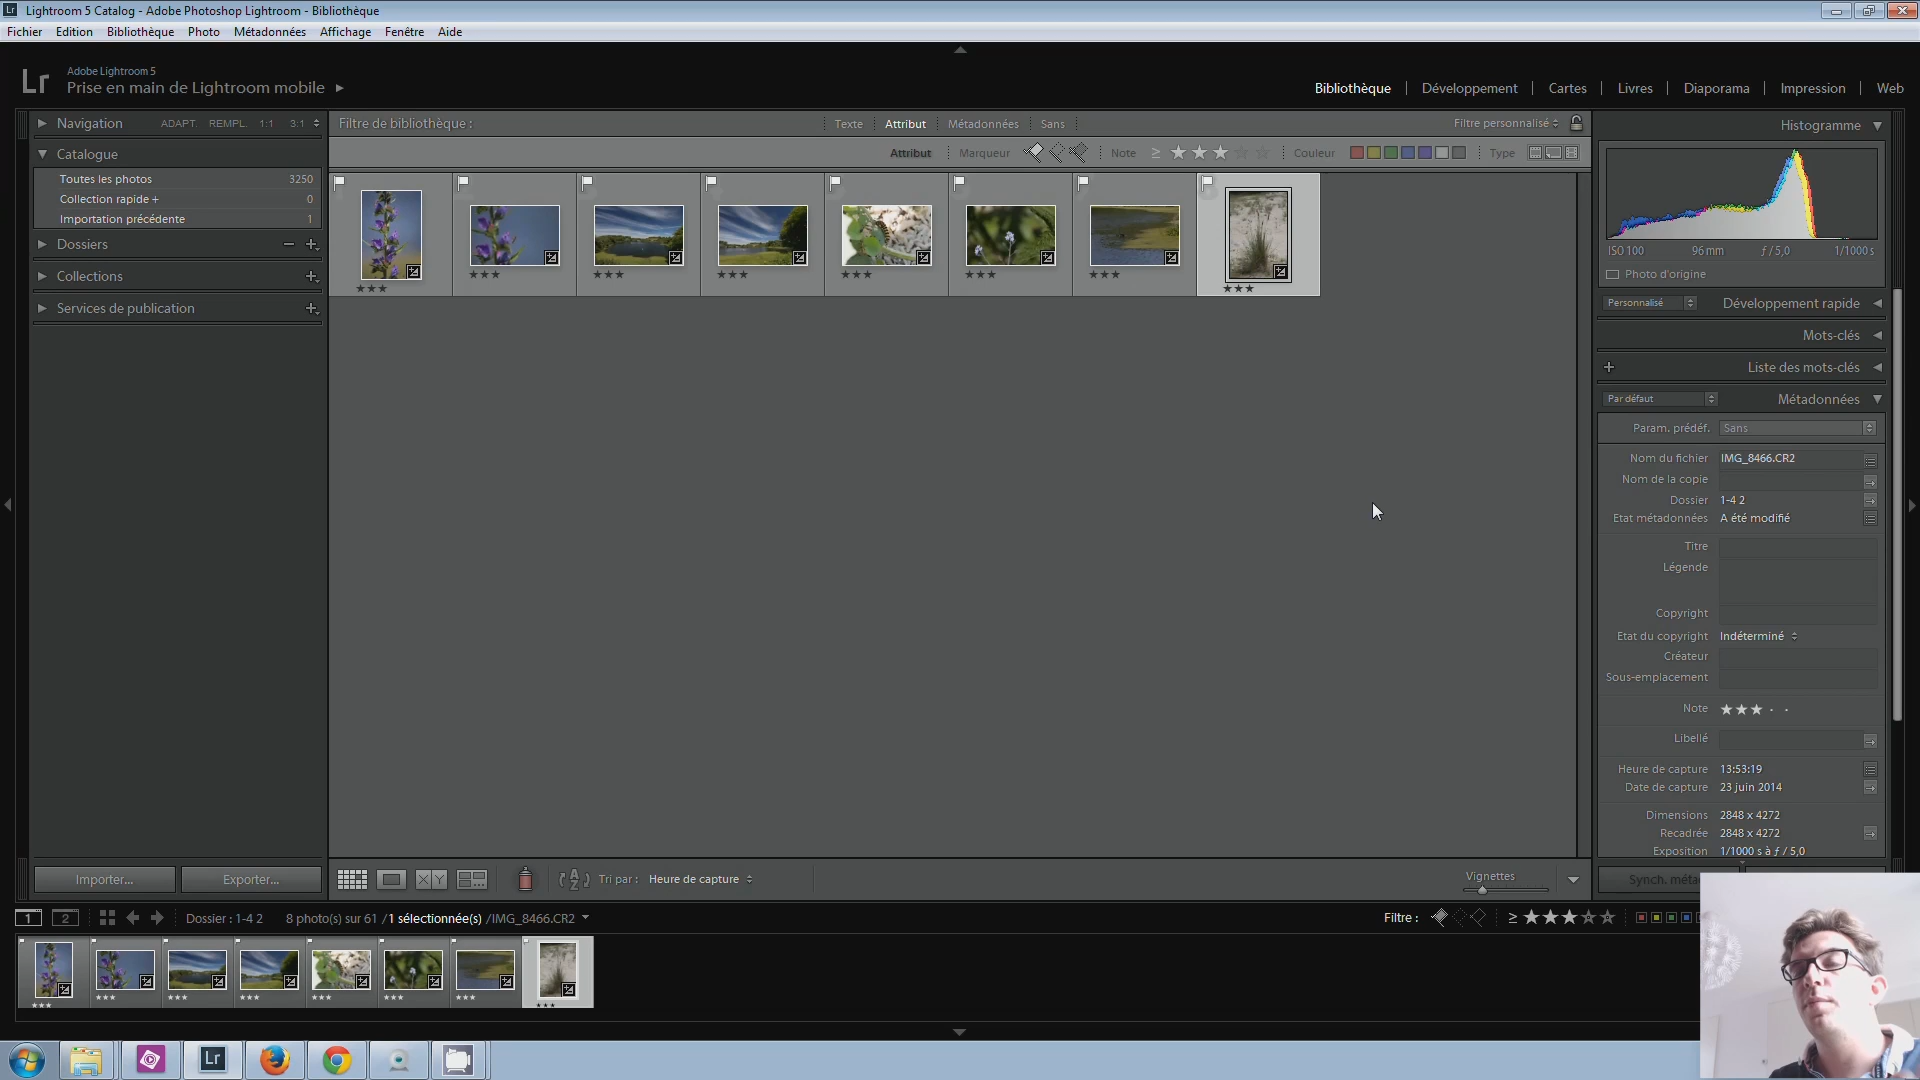 Lightroom 5 Catalog - Adobe Photoshop Lightroom - Bibliothèque
Fichier Edition Bibliothèque Photo Métadonnées Affichage Fenêtre Aide
Lr Adobe Lightroom 5
Prise en main de Lightroom mobile
Bibliothèque | Développement | Cartes | Livres | Diaporama | Impression | Web
Navigation ADAPT. REMPL. 1:1 3:1
Catalogue
Toutes les photos 3250
Collection rapide + 0
Importation précédente 1
Dossiers
Collections
Services de publication
Importer... Exporter...
Filtre de bibliothèque : Texte Attribut Métadonnées Sans Filtre personnalisé
Attribut Marqueur Note ≥ ★★★★★ Couleur Type
★★★ ★★★ ★★★ ★★★ ★★★ ★★★ ★★★ ★★★
XY Tri par : Heure de capture Vignettes
Histogramme
ISO 100 96 mm ƒ / 5,0 1/1000 s
Photo d'origine
Personnalisé Développement rapide
Mots-clés
Liste des mots-clés
Par défaut Métadonnées
Param. prédéf. Sans
Nom du fichier IMG_8466.CR2
Nom de la copie
Dossier 1-4 2
Etat métadonnées A été modifié
Titre
Légende
Copyright
Etat du copyright Indéterminé
Créateur
Sous-emplacement
Note ★★★ · ·
Libellé
Heure de capture 13:53:19
Date de capture 23 juin 2014
Dimensions 2848 x 4272
Recadrée 2848 x 4272
Exposition 1/1000 s à ƒ / 5,0
Synch. méta
1 2 Dossier : 1-4 2 8 photo(s) sur 61 /1 sélectionnée(s) /IMG_8466.CR2 Filtre : ≥ ★★★☆☆
★★★ ★★★ ★★★ ★★★ ★★★ ★★★ ★★★ ★★★
Lr